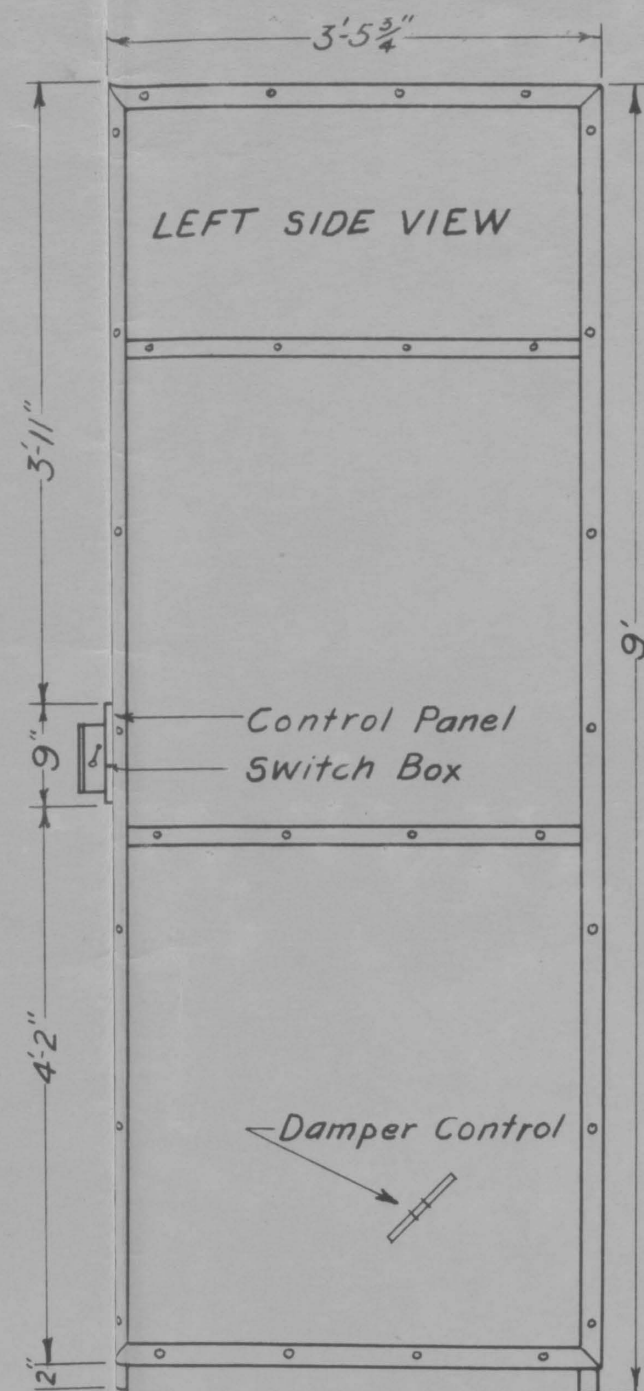 3'-5 3/4"
LEFT SIDE VIEW
3'-11"
9'
Control Panel
9"
Switch Box
4'-2"
Damper Control
2"